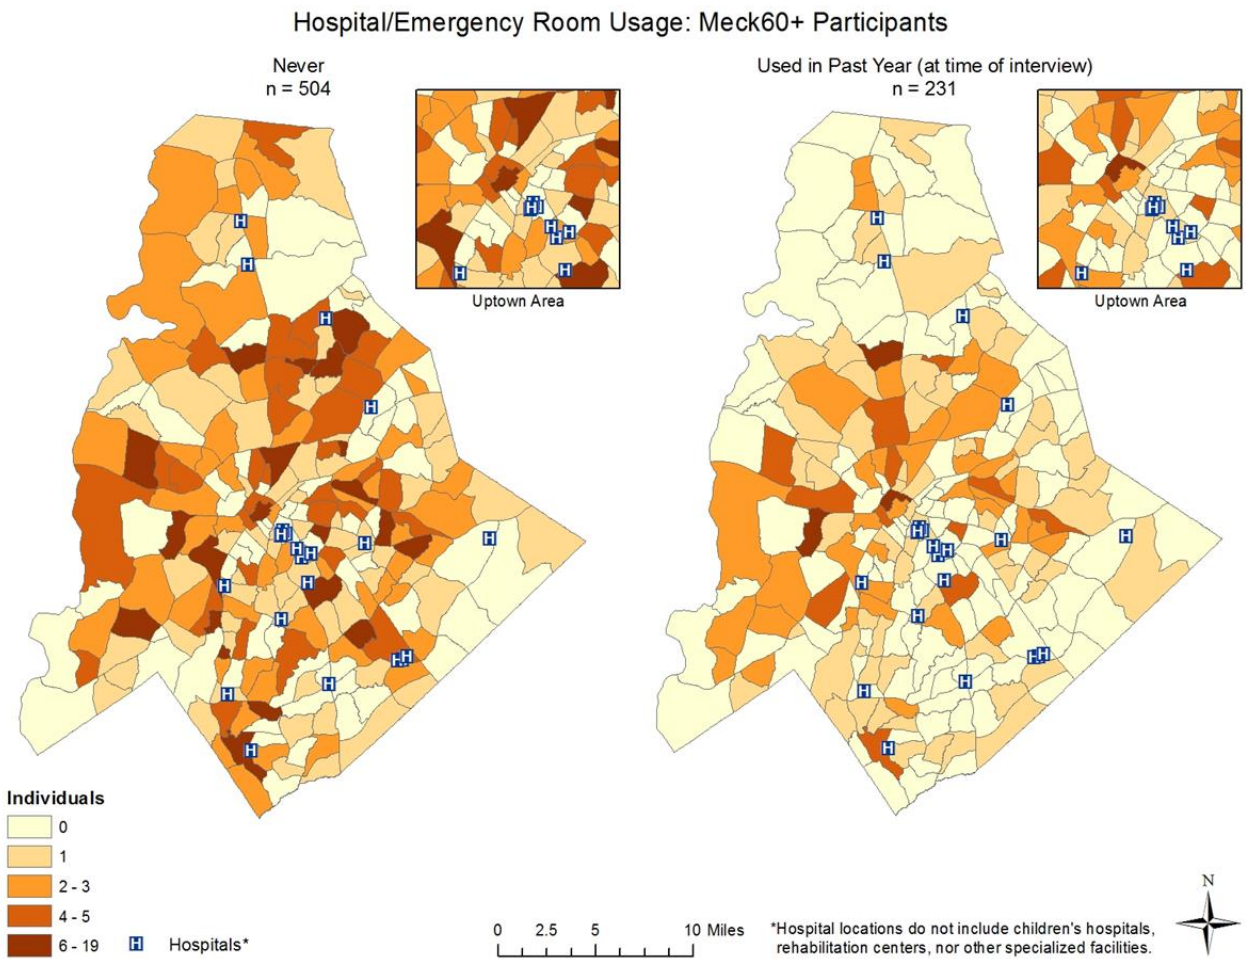 Hospital/Emergency Room Usage: Meck60+ Participants
Never
n = 504
Uptown Area
Used in Past Year (at time of interview)
n = 231
Uptown Area
Individuals
0
1
2 - 3
4 - 5
6 - 19
H Hospitals*
0 2.5 5 10 Miles
*Hospital locations do not include children's hospitals,
rehabilitation centers, nor other specialized facilities.
N